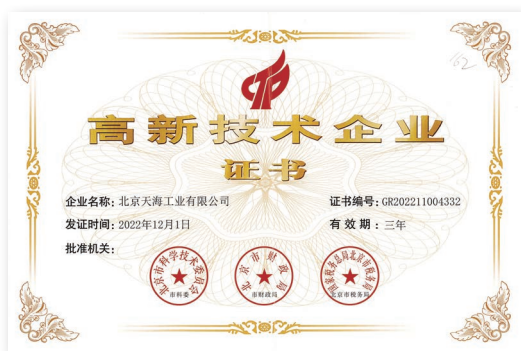 62
高新技术企业
证书
企业名称：北京天海工业有限公司
证书编号：GR202211004332
发证时间：2022年12月1日
有效期：三年
批准机关：
北京市科学技术委员会
市科委
北京市财政局
市财政局
国家税务总局北京市税务局
北京市税务局